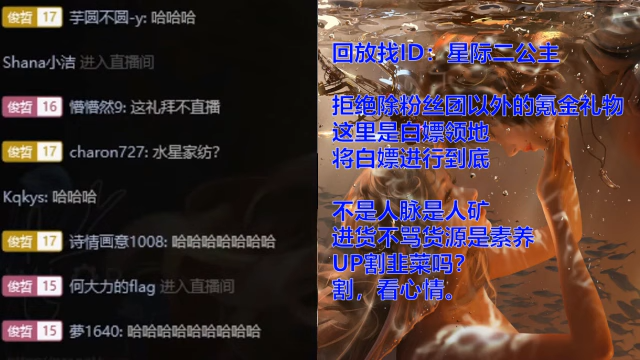 俊哲 17 芋圆不圆-y: 哈哈哈
Shana小洁 进入直播间
俊哲 16 懵懵然9: 这礼拜不直播
俊哲 17 charon727: 水星家纺?
Kqkys: 哈哈哈
俊哲 17 诗情画意1008: 哈哈哈哈哈哈哈
俊哲 15 何大力的flag 进入直播间
俊哲 15 夢1640: 哈哈哈哈哈哈哈哈哈
回放找ID：星际二公主
拒绝除粉丝团以外的氪金礼物
这里是白嫖领地
将白嫖进行到底
不是人脉是人矿
进货不骂货源是素养
UP割韭菜吗?
割，看心情。